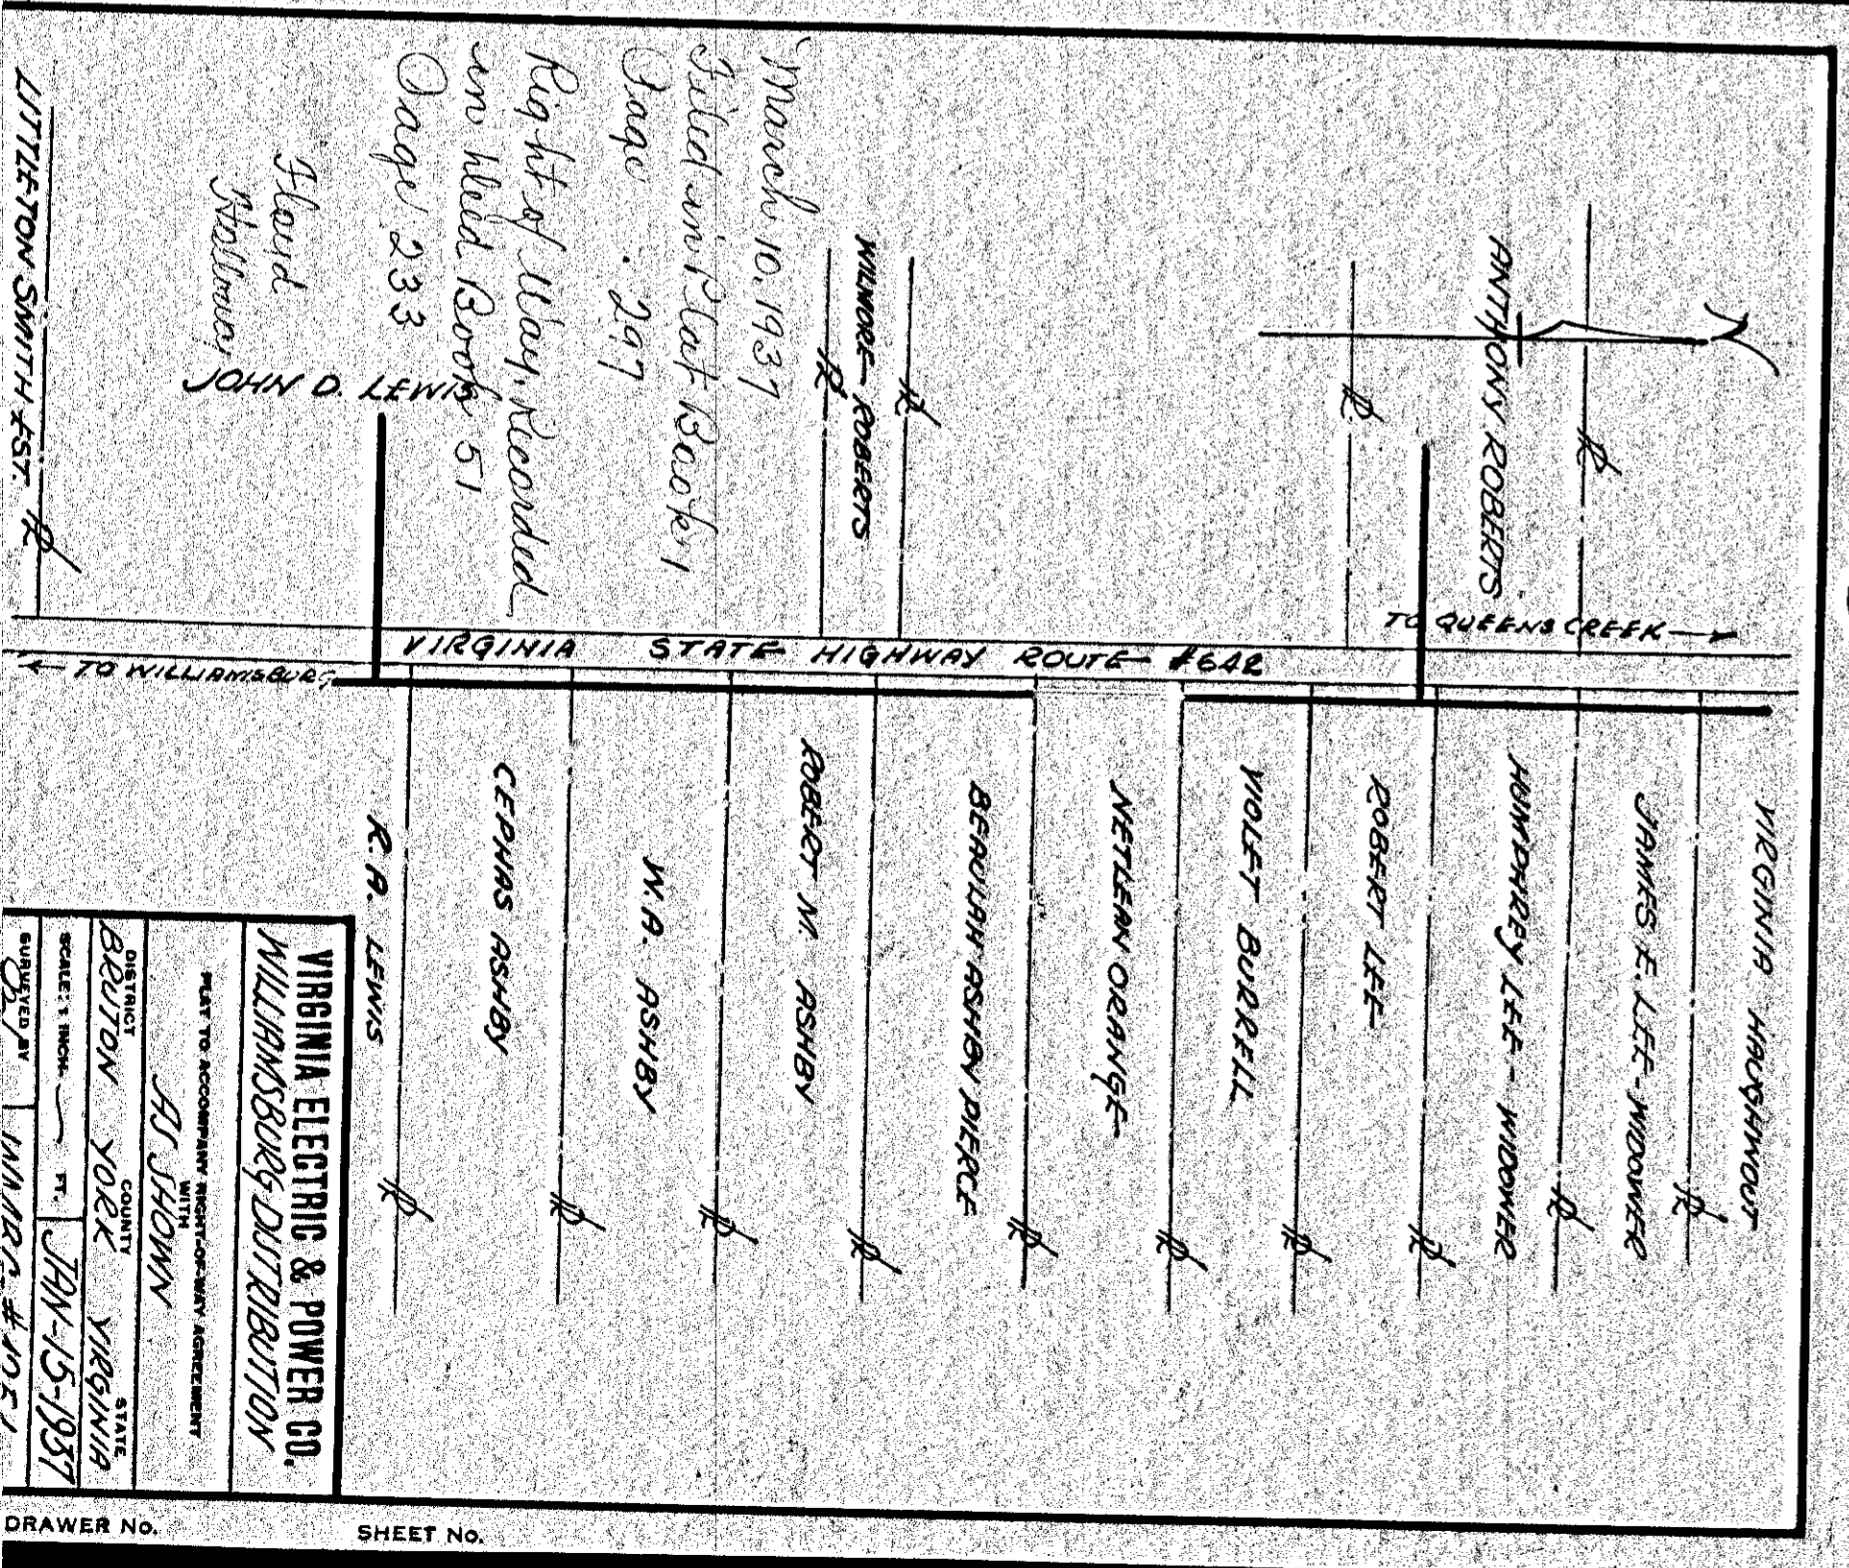 LITTLETON SMITH EST.
JOHN D. LEWIS
March 10, 1937
Filed in Plat Book 1
Page 297
Right of Way Recorded
in Deed Book 51
Page 233
Floyd
Holloway
WILMORE ROBERTS
ANTHONY ROBERTS
TO QUEENS CREEK
VIRGINIA STATE HIGHWAY ROUTE #642
TO WILLIAMSBURG
R.A. LEWIS
CEPHAS ASHBY
W.A. ASHBY
ROBERT N. ASHBY
BEAULAH ASHBY PIERCE
NETLEAN ORANGE
VIOLET BURRELL
ROBERT LEE
HUMPHREY LEE - WIDOWER
JAMES E. LEE - WIDOWER
VIRGINIA HAUGHWOUT
VIRGINIA ELECTRIC & POWER CO.
WILLIAMSBURG DISTRIBUTION
PLAT TO ACCOMPANY RIGHT-OF-WAY AGREEMENT
WITH
AS SHOWN
DISTRICT COUNTY STATE
BRUTON YORK VIRGINIA
SCALE: 1 INCH FT. JAN-15-1937
SURVEYED BY
DRAWER No.
SHEET No.